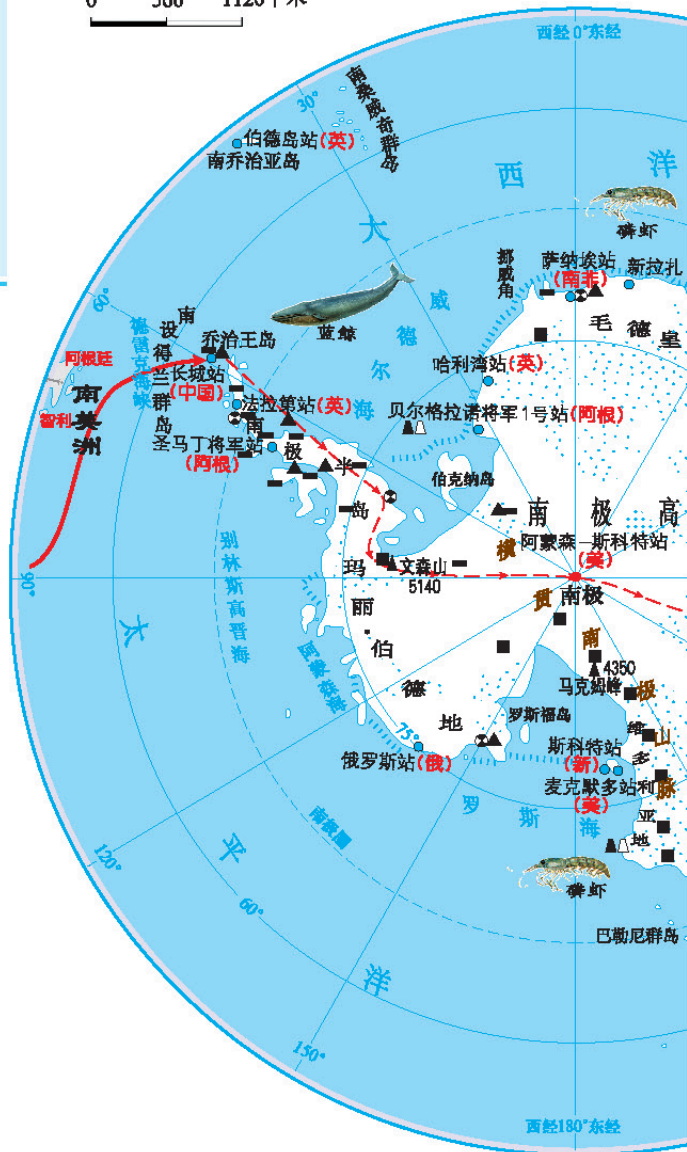 0 560 1120千米
西经0°东经
30°
南桑威奇群岛
伯德岛站(英)
南乔治亚岛
大西洋
磷虾
挪威角
萨纳埃站
(南非)
新拉扎
毛德皇
60°
德雷克海峡
南设得兰群岛
乔治王岛
蓝鲸
威德尔海
阿根廷
南美洲
智利
长城站
(中国)
法拉第站(英)
哈利湾站(英)
圣马丁将军站
(阿根)
南极半岛
贝尔格拉诺将军1号站(阿根)
伯克纳岛
南极高
阿蒙森—斯科特站
(美)
文森山
5140
90°
南极
横贯南极山脉
别林斯高晋海
玛丽伯德地
阿蒙森海
4350
马克姆峰
罗斯福岛
维多利亚地
75°
俄罗斯站(俄)
斯科特站
(新)
麦克默多站
(美)
罗斯海
南极圈
磷虾
太平洋
120°
60°
巴勒尼群岛
150°
西经180°东经